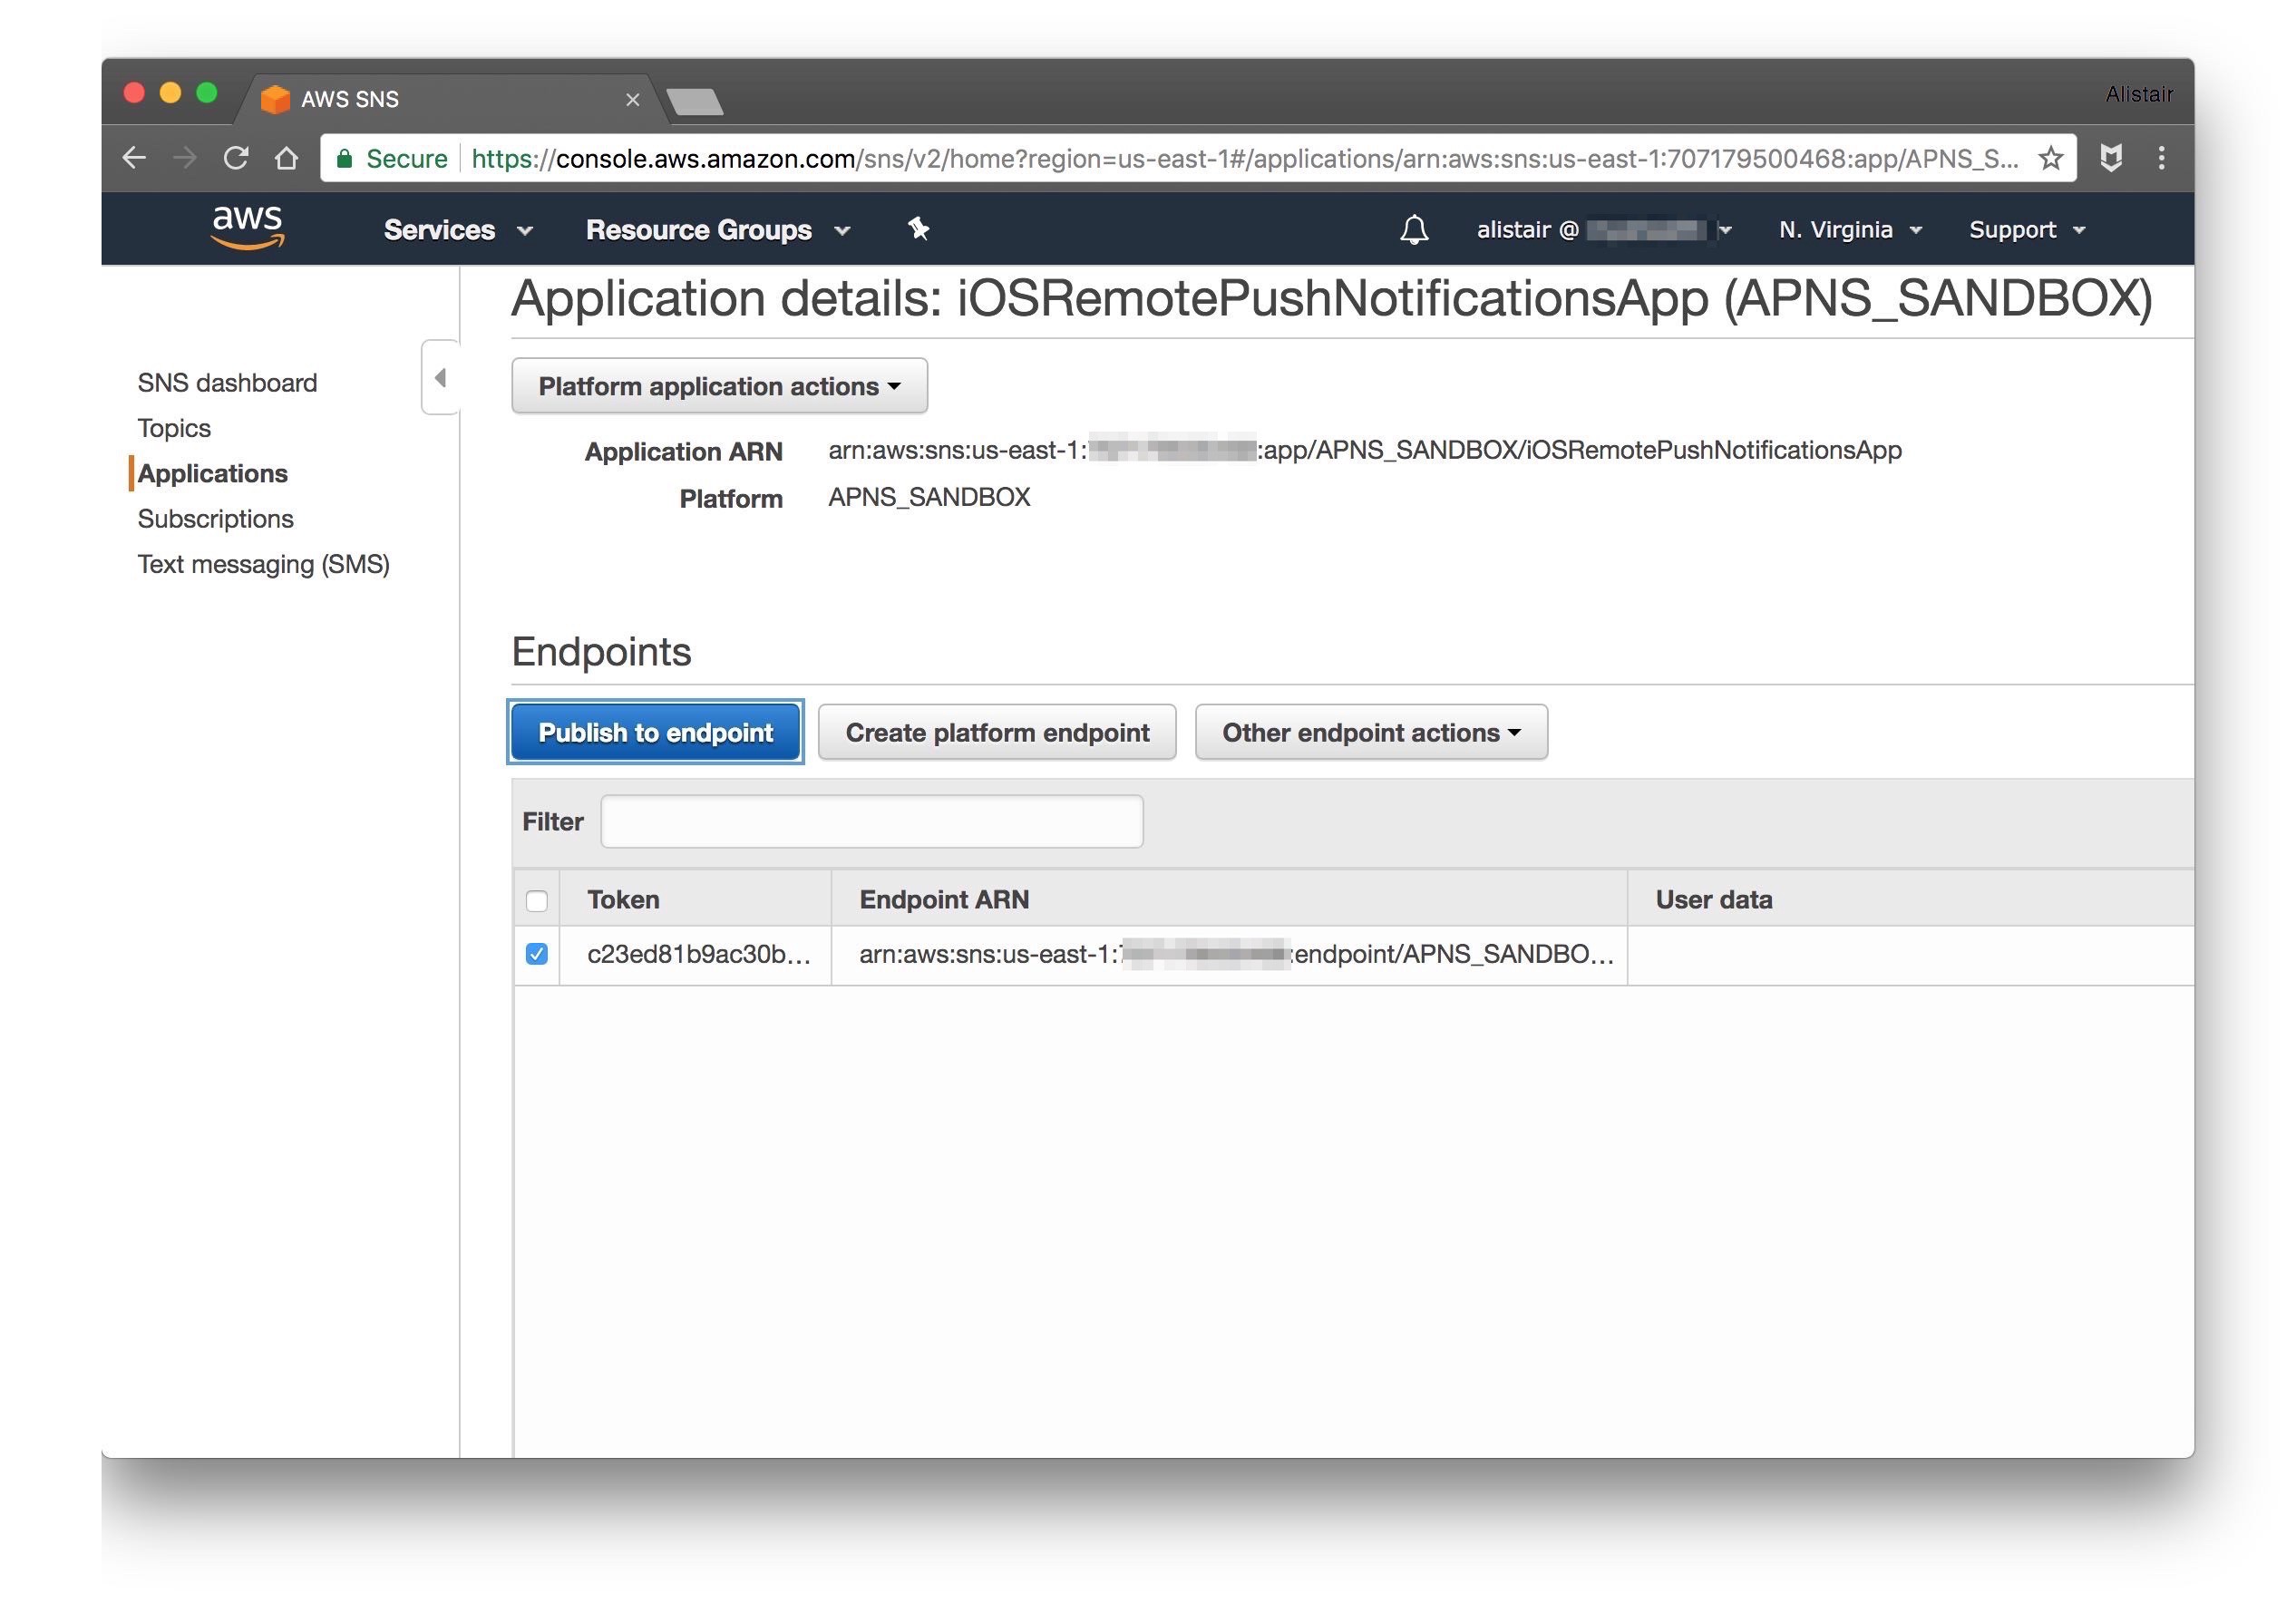 AWS SNS
Alistair
Secure https://console.aws.amazon.com/sns/v2/home?region=us-east-1#/applications/arn:aws:sns:us-east-1:707179500468:app/APNS_S...
aws Services Resource Groups alistair @ N. Virginia Support
Application details: iOSRemotePushNotificationsApp (APNS_SANDBOX)
SNS dashboard
Topics
Applications
Subscriptions
Text messaging (SMS)
Platform application actions
Application ARN arn:aws:sns:us-east-1: :app/APNS_SANDBOX/iOSRemotePushNotificationsApp
Platform APNS_SANDBOX
Endpoints
Publish to endpoint Create platform endpoint Other endpoint actions
Filter
Token Endpoint ARN User data
c23ed81b9ac30b... arn:aws:sns:us-east-1: :endpoint/APNS_SANDBO...